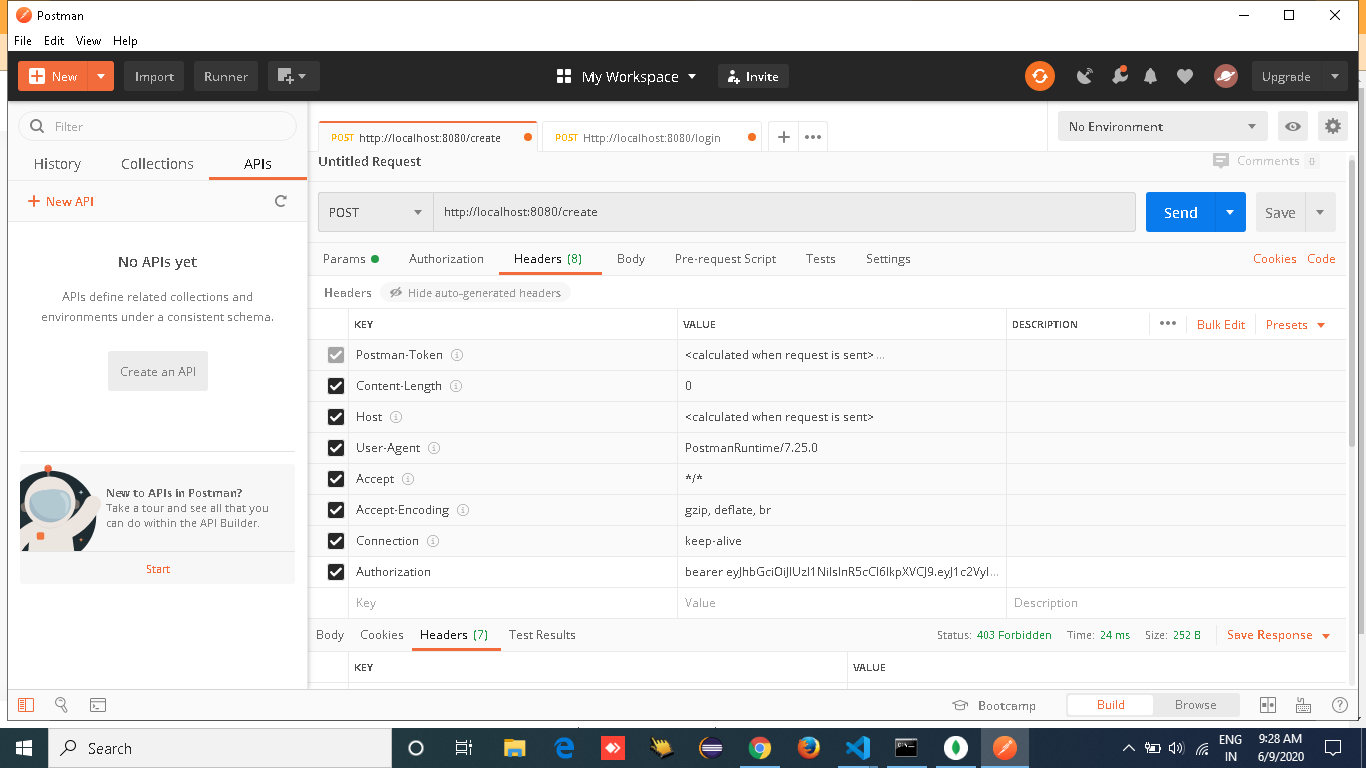 Postman
File Edit View Help
New Import Runner My Workspace Invite Upgrade
Filter
History Collections APIs
New API
No APIs yet
APIs define related collections and
environments under a consistent schema.
Create an API
New to APIs in Postman?
Take a tour and see all that you
can do within the API Builder.
Start
POST http://localhost:8080/create POST Http://localhost:8080/login ••• No Environment
Untitled Request Comments 0
POST http://localhost:8080/create Send Save
Params Authorization Headers (8) Body Pre-request Script Tests Settings Cookies Code
Headers Hide auto-generated headers
KEY VALUE DESCRIPTION ••• Bulk Edit Presets
Postman-Token <calculated when request is sent> ...
Content-Length 0
Host <calculated when request is sent>
User-Agent PostmanRuntime/7.25.0
Accept */*
Accept-Encoding gzip, deflate, br
Connection keep-alive
Authorization bearer
Key Value Description
Body Cookies Headers (7) Test Results Status: 403 Forbidden Time: 24 ms Size: 252 B Save Response
KEY VALUE
Bootcamp Build Browse
Search ENG 9:28 AM
IN 6/9/2020